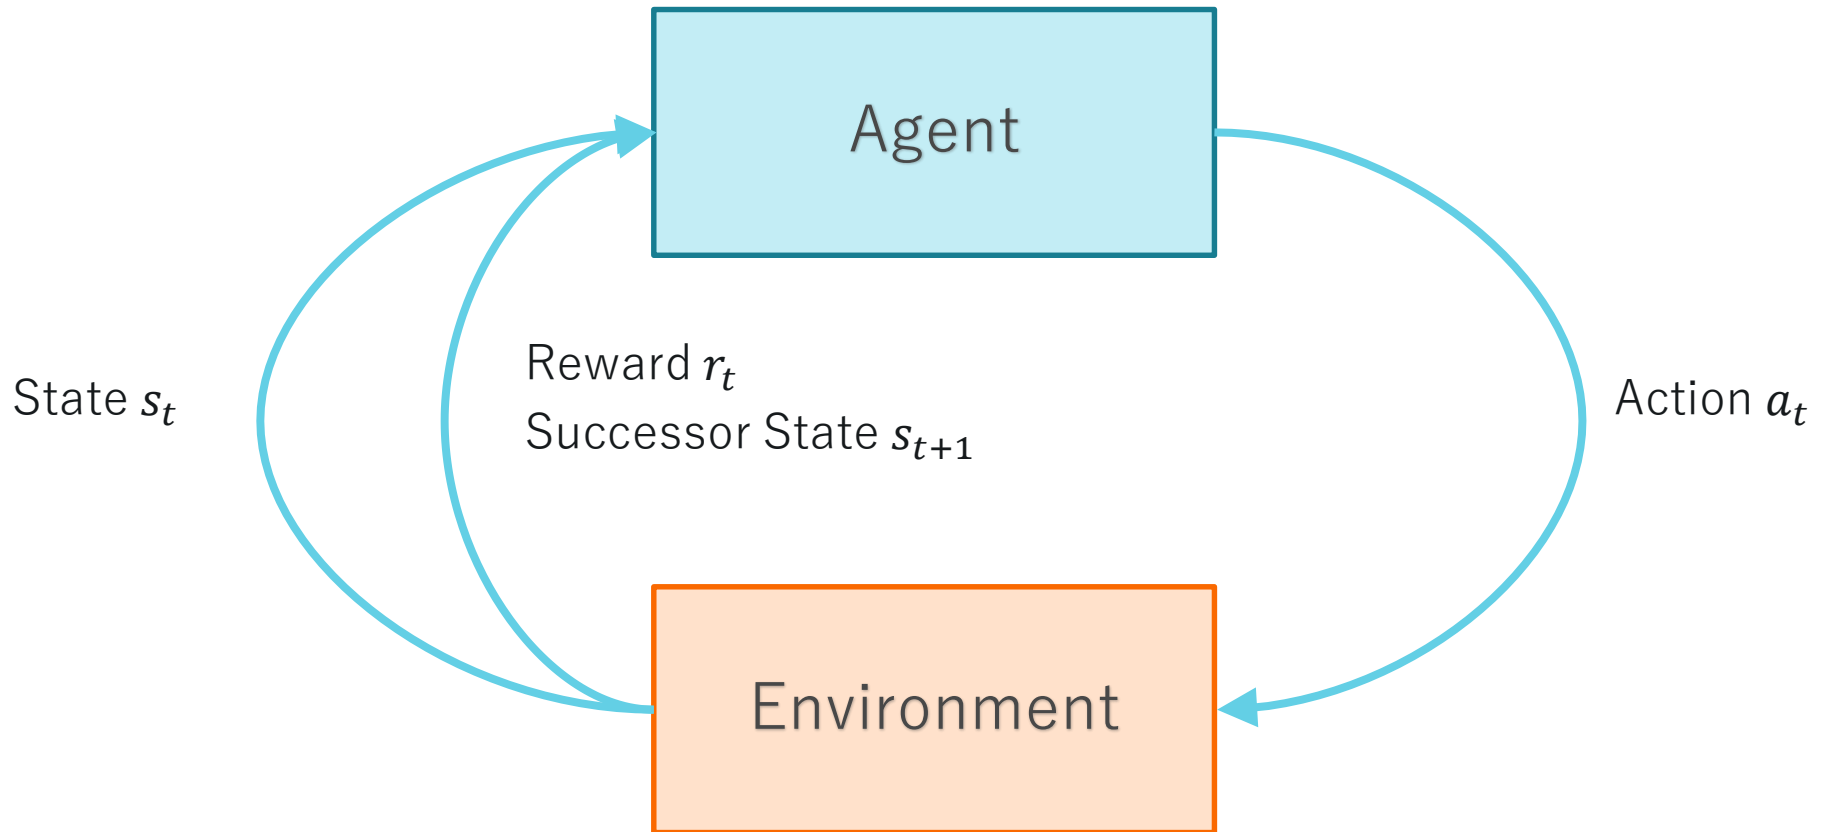 Agent
State s_t
Reward r_t
Successor State s_{t+1}
Action a_t
Environment